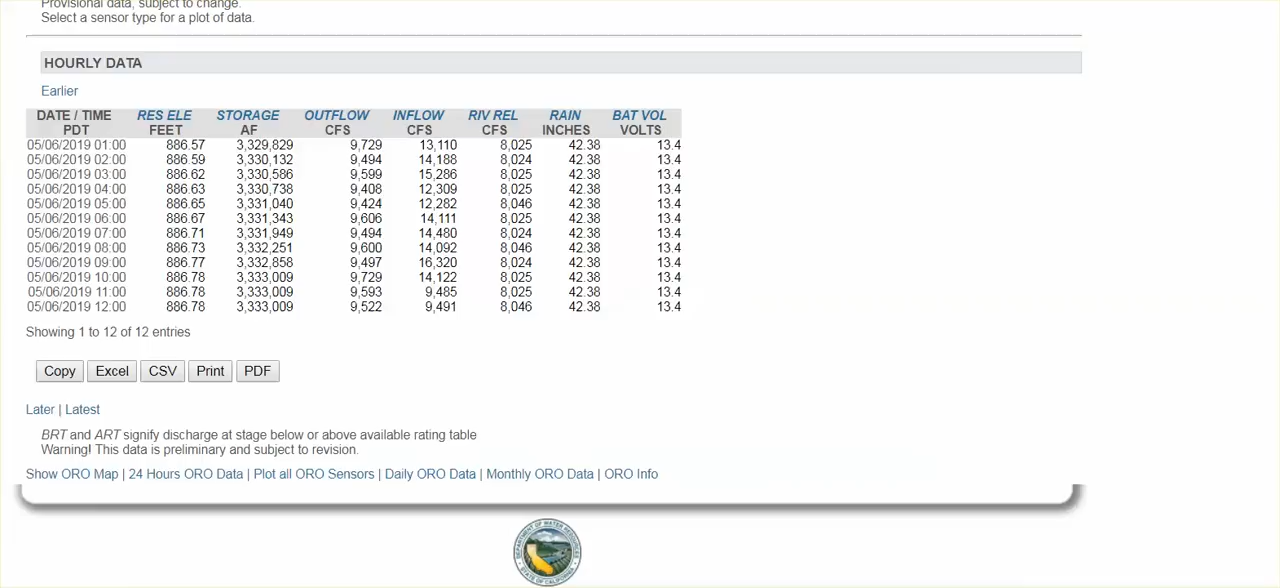 Provisional data, subject to change.
Select a sensor type for a plot of data.
HOURLY DATA
Earlier
DATE / TIME RES ELE STORAGE OUTFLOW INFLOW RIV REL RAIN BAT VOL
PDT FEET AF CFS CFS CFS INCHES VOLTS
05/06/2019 01:00 886.57 3,329,829 9,729 13,110 8,025 42.38 13.4
05/06/2019 02:00 886.59 3,330,132 9,494 14,188 8,024 42.38 13.4
05/06/2019 03:00 886.62 3,330,586 9,599 15,286 8,025 42.38 13.4
05/06/2019 04:00 886.63 3,330,738 9,408 12,309 8,025 42.38 13.4
05/06/2019 05:00 886.65 3,331,040 9,424 12,282 8,046 42.38 13.4
05/06/2019 06:00 886.67 3,331,343 9,606 14,111 8,025 42.38 13.4
05/06/2019 07:00 886.71 3,331,949 9,494 14,480 8,024 42.38 13.4
05/06/2019 08:00 886.73 3,332,251 9,600 14,092 8,046 42.38 13.4
05/06/2019 09:00 886.77 3,332,858 9,497 16,320 8,024 42.38 13.4
05/06/2019 10:00 886.78 3,333,009 9,729 14,122 8,025 42.38 13.4
05/06/2019 11:00 886.78 3,333,009 9,593 9,485 8,025 42.38 13.4
05/06/2019 12:00 886.78 3,333,009 9,522 9,491 8,046 42.38 13.4
Showing 1 to 12 of 12 entries
Copy Excel CSV Print PDF
Later | Latest
BRT and ART signify discharge at stage below or above available rating table
Warning! This data is preliminary and subject to revision.
Show ORO Map | 24 Hours ORO Data | Plot all ORO Sensors | Daily ORO Data | Monthly ORO Data | ORO Info
DEPARTMENT OF WATER RESOURCES
STATE OF CALIFORNIA